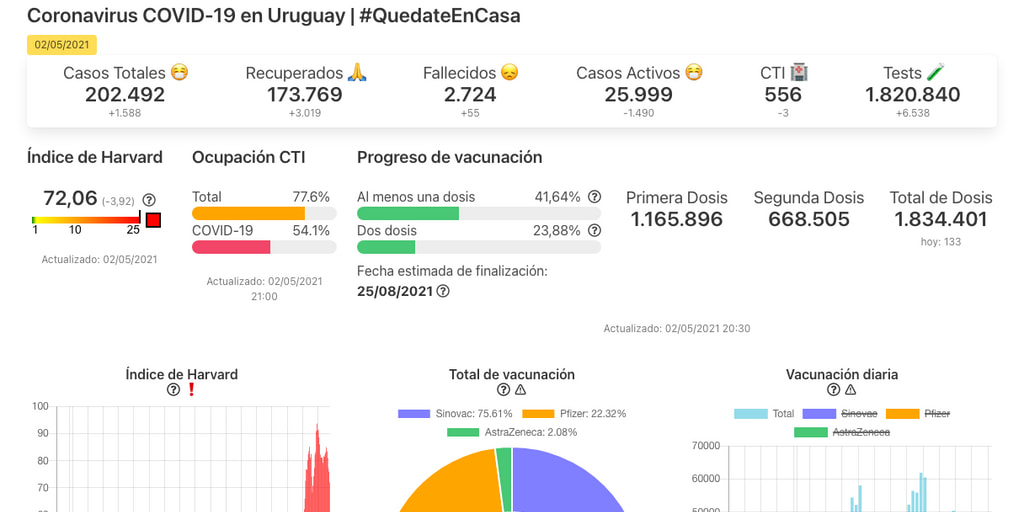 Coronavirus COVID-19 en Uruguay | #QuedateEnCasa
02/05/2021
Casos Totales 😷 Recuperados 🙏 Fallecidos 😞 Casos Activos 😷 CTI 🏥 Tests 🧪
202.492 173.769 2.724 25.999 556 1.820.840
+1.588 +3.019 +55 -1.490 -3 +6.538
Índice de Harvard Ocupación CTI Progreso de vacunación
72,06 (-3,92)
1 10 25
Actualizado: 02/05/2021
Total 77.6%
COVID-19 54.1%
Actualizado: 02/05/2021
21:00
Al menos una dosis 41,64%
Dos dosis 23,88%
Fecha estimada de finalización:
25/08/2021
Primera Dosis Segunda Dosis Total de Dosis
1.165.896 668.505 1.834.401
hoy: 133
Actualizado: 02/05/2021 20:30
Índice de Harvard
100
90
80
70
Total de vacunación
Sinovac: 75.61% Pfizer: 22.32%
AstraZeneca: 2.08%
Vacunación diaria
Total Sinovac Pfizer
AstraZeneca
70000
60000
50000